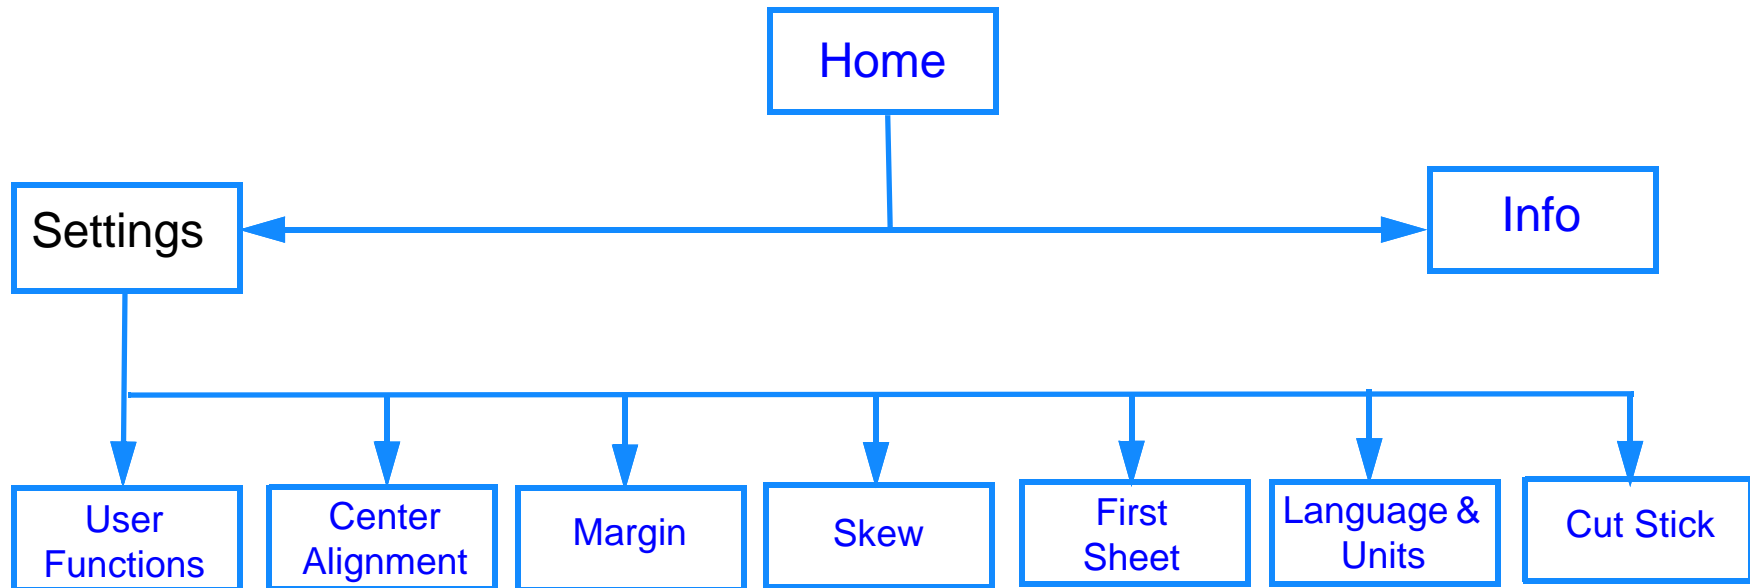 Home
Settings
Info
User
Functions
Center
Alignment
Margin
Skew
First
Sheet
Language &
Units
Cut Stick